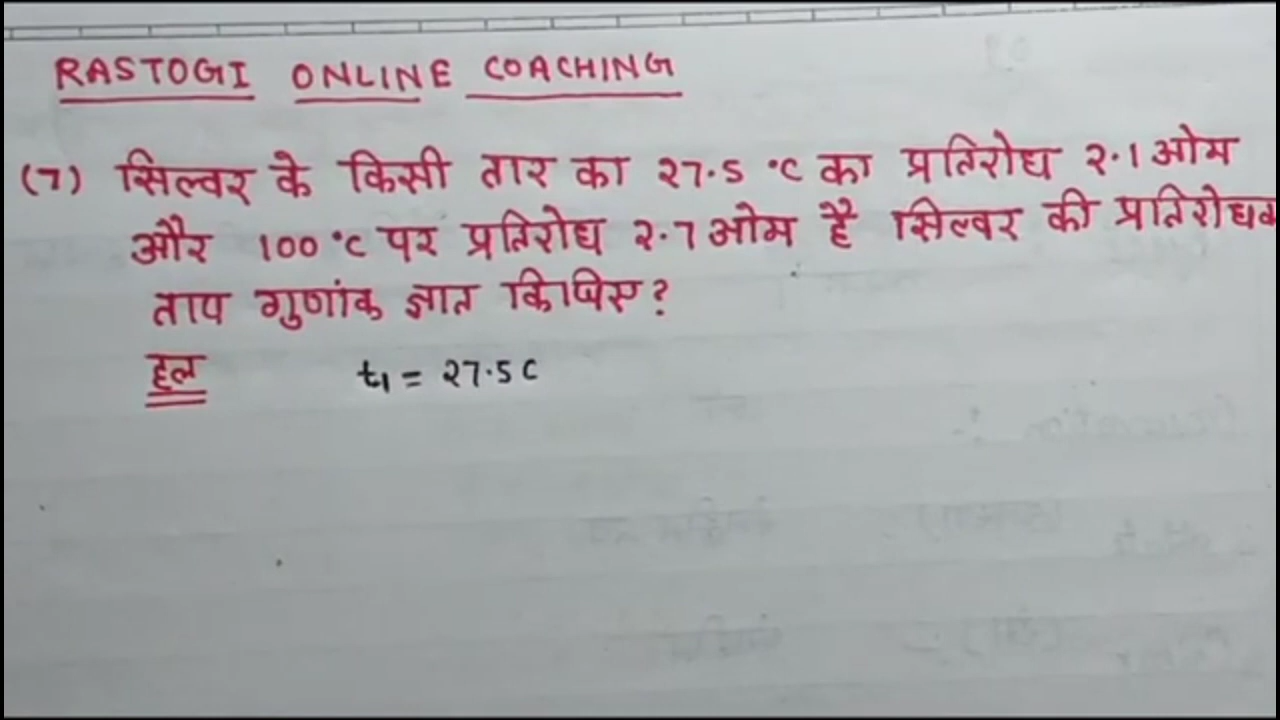 RASTOGI ONLINE COACHING
(7) सिल्वर के किसी तार का 27.5 °C का प्रतिरोध 2.1 ओम
और 100 °C पर प्रतिरोध 2.7 ओम है सिल्वर की प्रतिरोधक
ताप गुणांक ज्ञात किजिए?
हल t₁ = 27.5 C